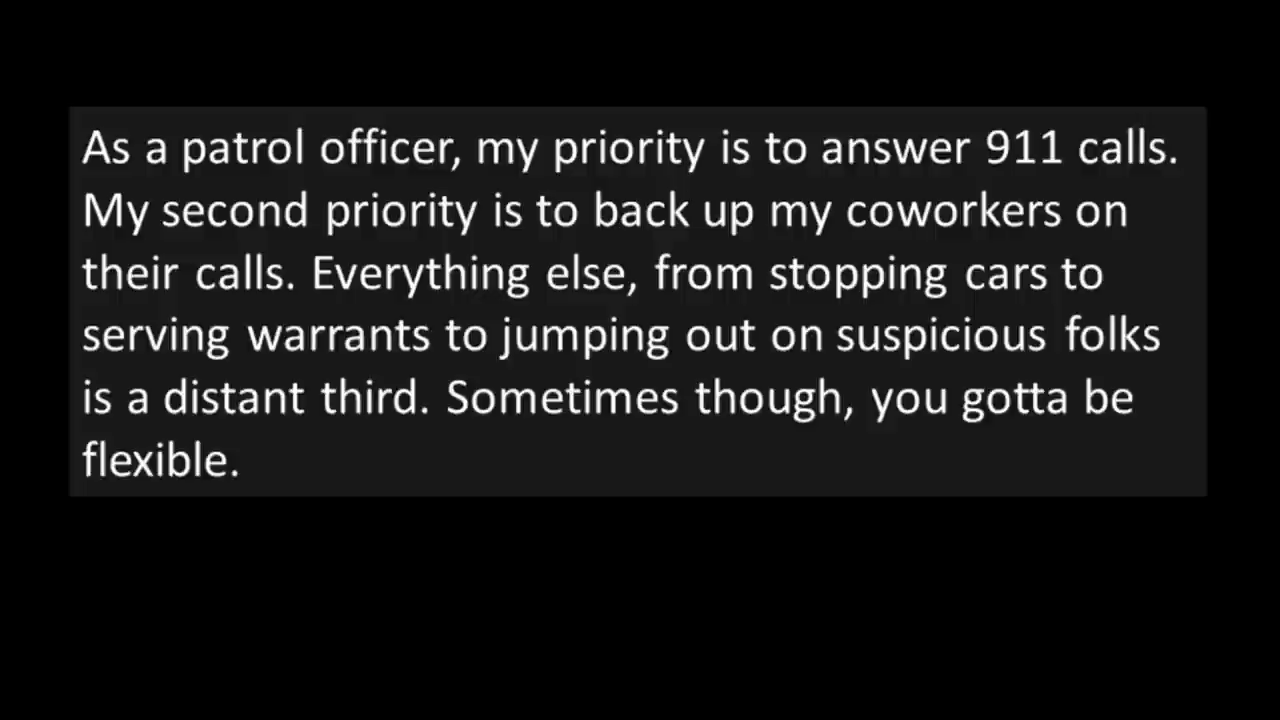 As a patrol officer, my priority is to answer 911 calls.
My second priority is to back up my coworkers on
their calls. Everything else, from stopping cars to
serving warrants to jumping out on suspicious folks
is a distant third. Sometimes though, you gotta be
flexible.